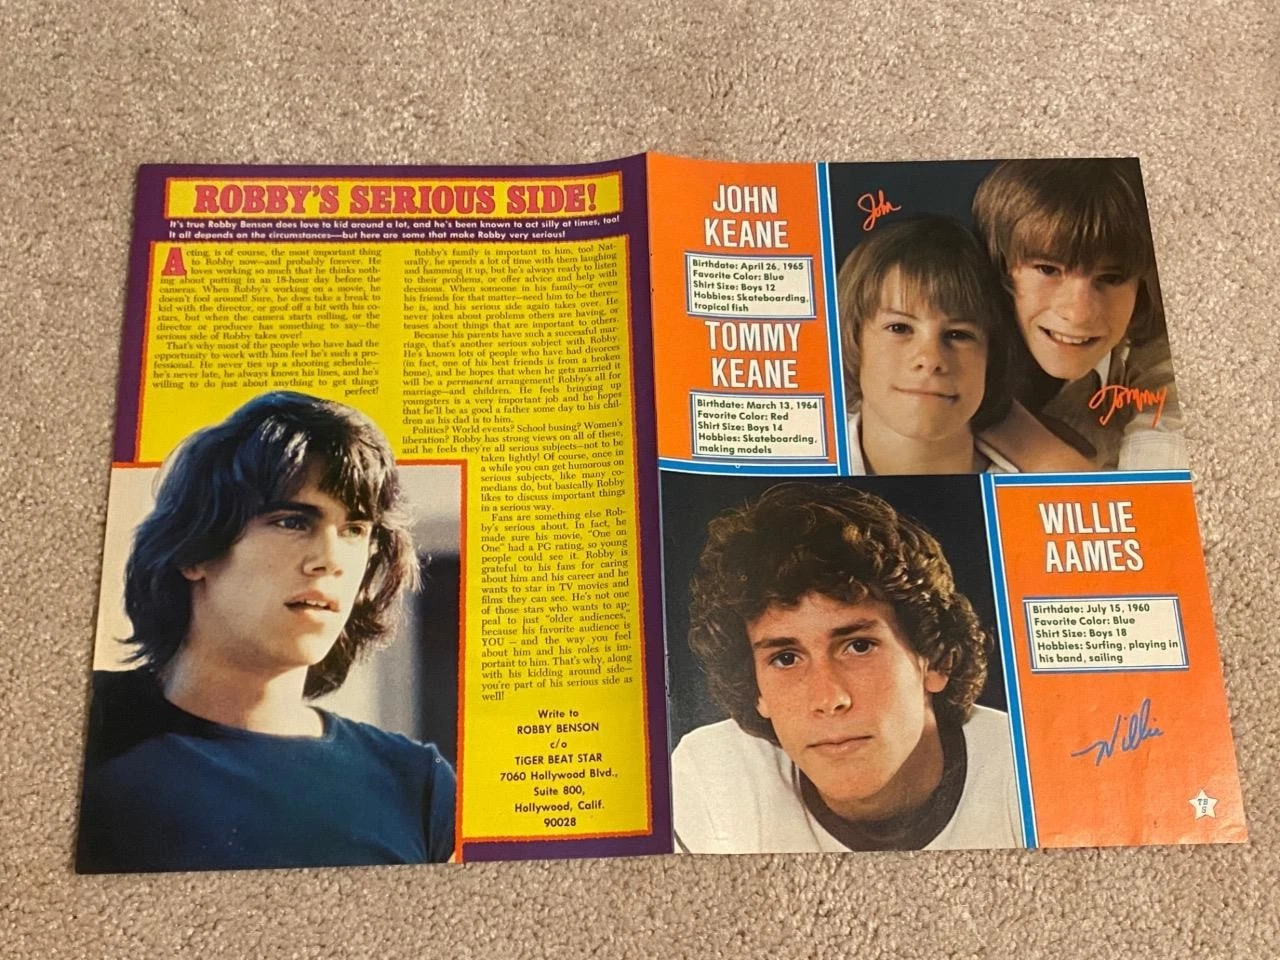 ROBBY'S SERIOUS SIDE!
It's true Robby Benson does love to kid around a lot, and he's been known to act silly at times, too!
It all depends on the circumstances—but here are some that make Robby very serious!
Acting, is of course, the most important thing
to Robby now—and probably forever. He
loves working so much that he thinks noth-
ing about putting in an 18-hour day before the
cameras. When Robby's working on a movie, he
doesn't fool around! Sure, he does take a break to
kid with the director, or goof off a bit with his co-
stars, but when the camera starts rolling, or the
director or producer has something to say—the
serious side of Robby takes over!
That's why most of the people who have had the
opportunity to work with him feel he's such a pro-
fessional. He never ties up a shooting schedule—
he's never late, he always knows his lines, and he's
willing to do just about anything to get things
perfect!
Robby's family is important to him, too! Nat-
urally, he spends a lot of time with them laughing
and hamming it up, but he's always ready to listen
to their problems, or offer advice and help with
decisions. When someone in his family—or even
his friends for that matter—need him to be there—
he is, and his serious side again takes over. He
never jokes about problems others are having, or
teases about things that are important to others.
Because his parents have such a successful mar-
riage, that's another serious subject with Robby.
He's known lots of people who have had divorces
(in fact, one of his best friends is from a broken
home), and he hopes that when he gets married it
will be a permanent arrangement! Robby's all for
marriage—and children. He feels bringing up
youngsters is a very important job and he hopes
that he'll be as good a father some day to his chil-
dren as his dad is to him.
Politics? World events? School busing? Women's
liberation? Robby has strong views on all of these,
and he feels they're all serious subjects—not to be
taken lightly! Of course, once in
a while you can get humorous on
serious subjects, like many co-
medians do, but basically Robby
likes to discuss important things
in a serious way.
Fans are something else Rob-
by's serious about. In fact, he
made sure his movie, "One on
One" had a PG rating, so young
people could see it. Robby is
grateful to his fans for caring
about him and his career and he
wants to star in TV movies and
films they can see. He's not one
of those stars who wants to ap-
peal to just "older audiences,"
because his favorite audience is
YOU — and the way you feel
about him and his roles is im-
portant to him. That's why, along
with his kidding around side—
you're part of his serious side as
well!
Write to
ROBBY BENSON
c/o
TiGER BEAT STAR
7060 Hollywood Blvd.,
Suite 800,
Hollywood, Calif.
90028
JOHN
KEANE
Birthdate: April 26, 1965
Favorite Color: Blue
Shirt Size: Boys 12
Hobbies: Skateboarding,
tropical fish
TOMMY
KEANE
Birthdate: March 13, 1964
Favorite Color: Red
Shirt Size: Boys 14
Hobbies: Skateboarding,
making models
John
Tommy
WILLIE
AAMES
Birthdate: July 15, 1960
Favorite Color: Blue
Shirt Size: Boys 18
Hobbies: Surfing, playing in
his band, sailing
Willie
TB
S